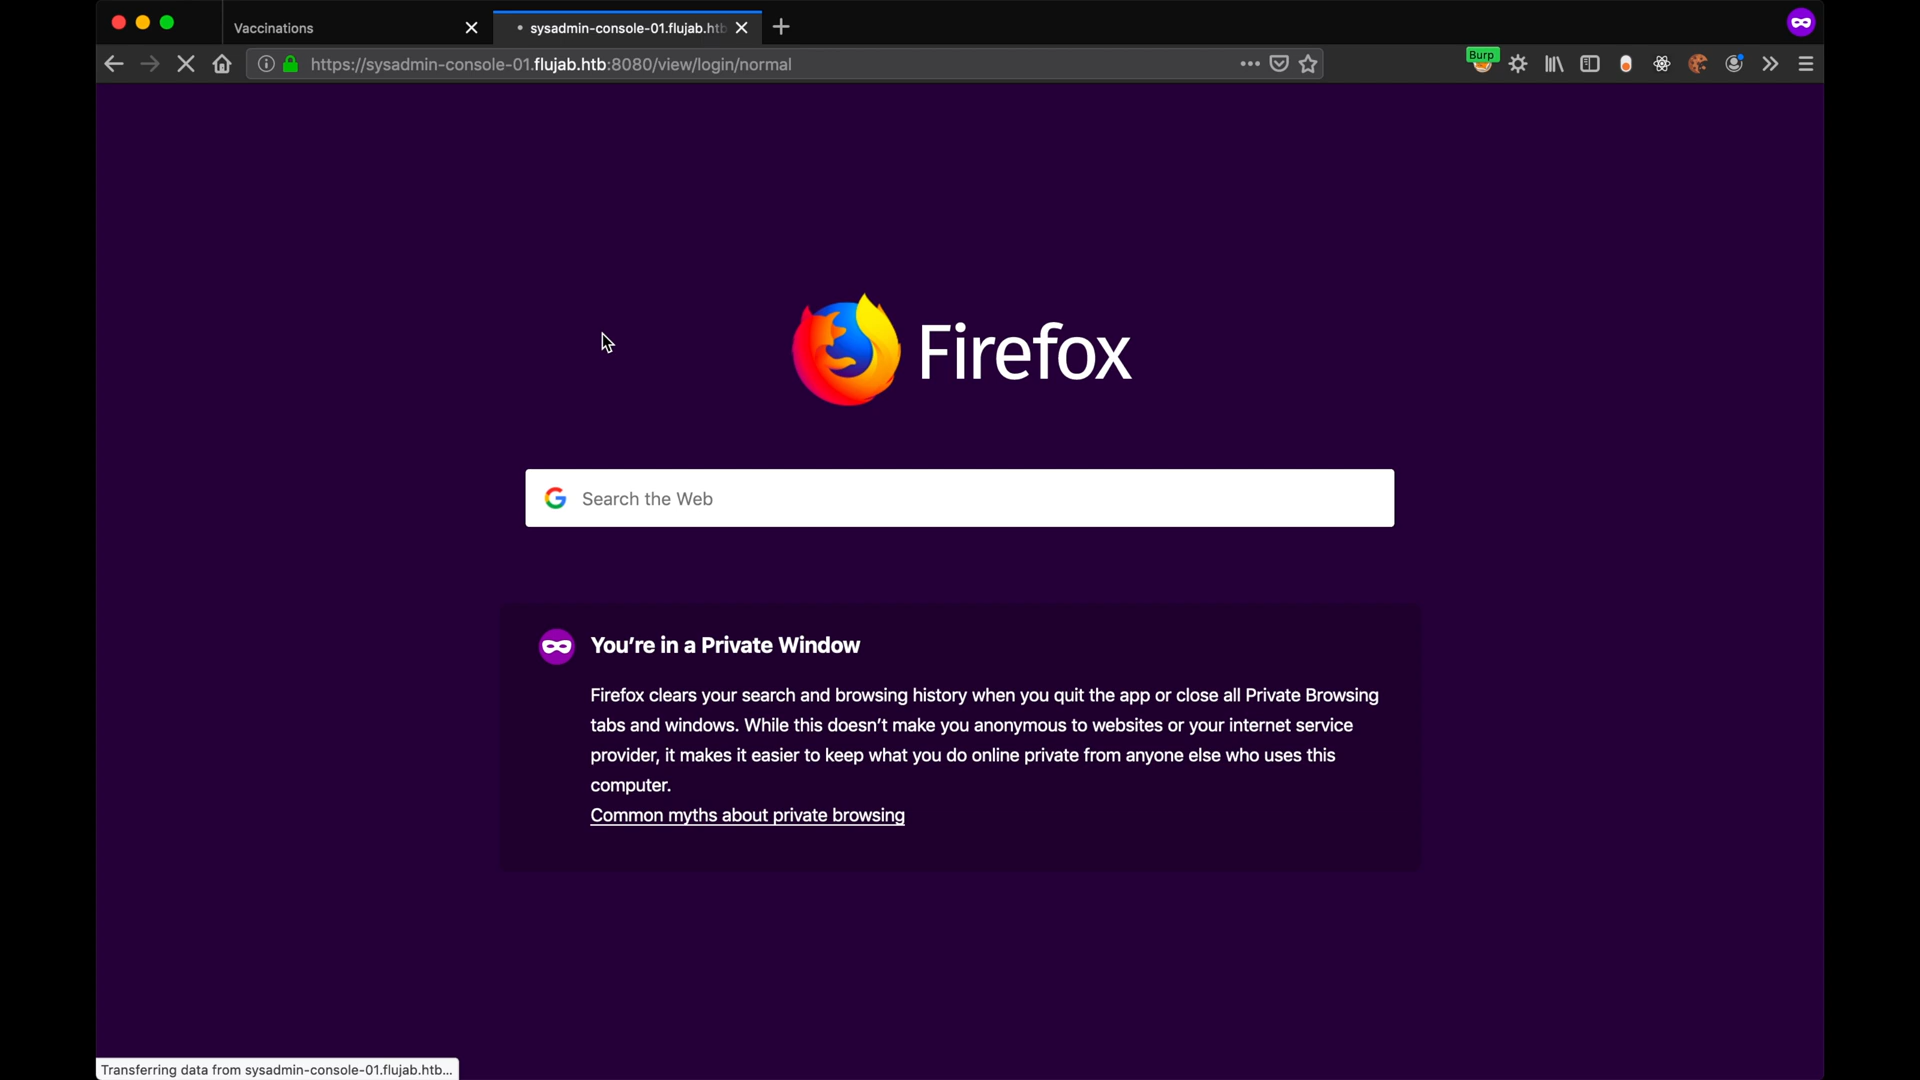 Vaccinations
sysadmin-console-01.flujab.htb
https://sysadmin-console-01.flujab.htb:8080/view/login/normal
Burp
Firefox
Search the Web
You’re in a Private Window
Firefox clears your search and browsing history when you quit the app or close all Private Browsing
tabs and windows. While this doesn’t make you anonymous to websites or your internet service
provider, it makes it easier to keep what you do online private from anyone else who uses this
computer.
Common myths about private browsing
Transferring data from sysadmin-console-01.flujab.htb...